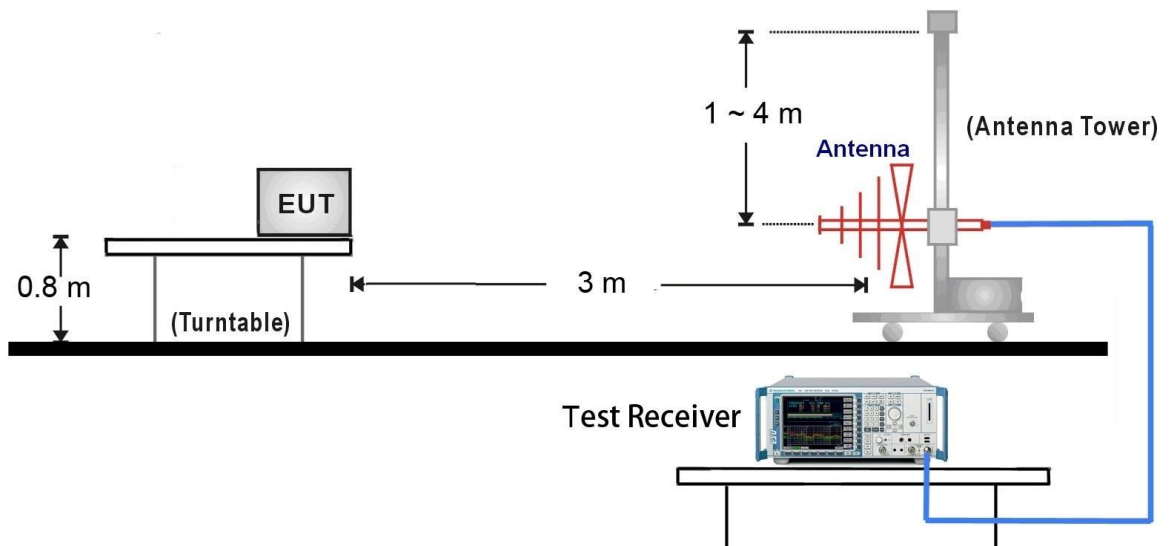 1 ~ 4 m
(Antenna Tower)
Antenna
EUT
0.8 m
3 m
(Turntable)
Test Receiver